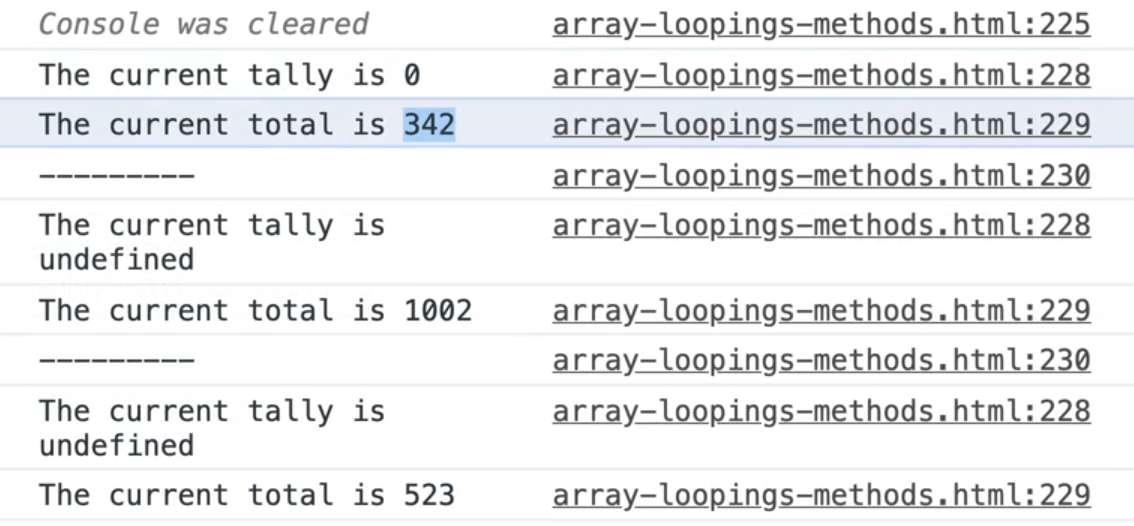 Console was cleared array-loopings-methods.html:225
The current tally is 0 array-loopings-methods.html:228
The current total is 342 array-loopings-methods.html:229
--------- array-loopings-methods.html:230
The current tally is array-loopings-methods.html:228
undefined
The current total is 1002 array-loopings-methods.html:229
--------- array-loopings-methods.html:230
The current tally is array-loopings-methods.html:228
undefined
The current total is 523 array-loopings-methods.html:229